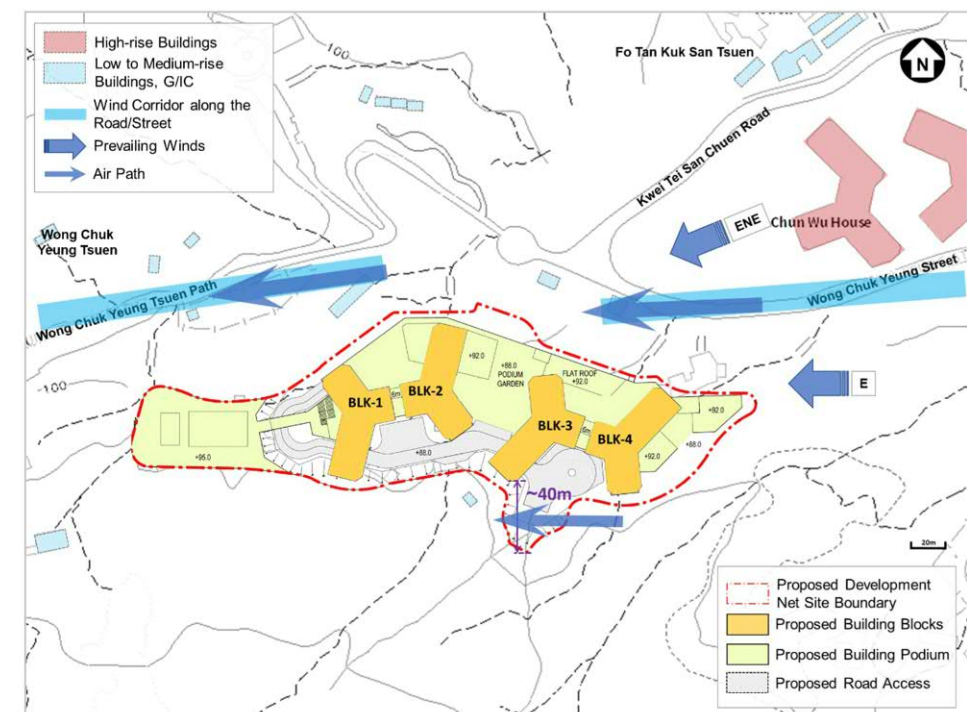 High-rise Buildings
Low to Medium-rise
Buildings, G/IC
Wind Corridor along the
Road/Street
Prevailing Winds
Air Path
100
Fo Tan Kuk San Tsuen
N
Kwei Tei San Chuen Road
Wong Chuk
Yeung Tsuen
ENE
Chun Wu House
Wong Chuk Yeung Tsuen Path
Wong Chuk Yeung Street
100
E
+92.0
+88.0
PODIUM
GARDEN
FLAT ROOF
+92.0
BLK-1
BLK-2
BLK-3
BLK-4
+92.0
+88.0
+92.0
+95.0
+88.0
~40m
20m
Proposed Development
Net Site Boundary
Proposed Building Blocks
Proposed Building Podium
Proposed Road Access